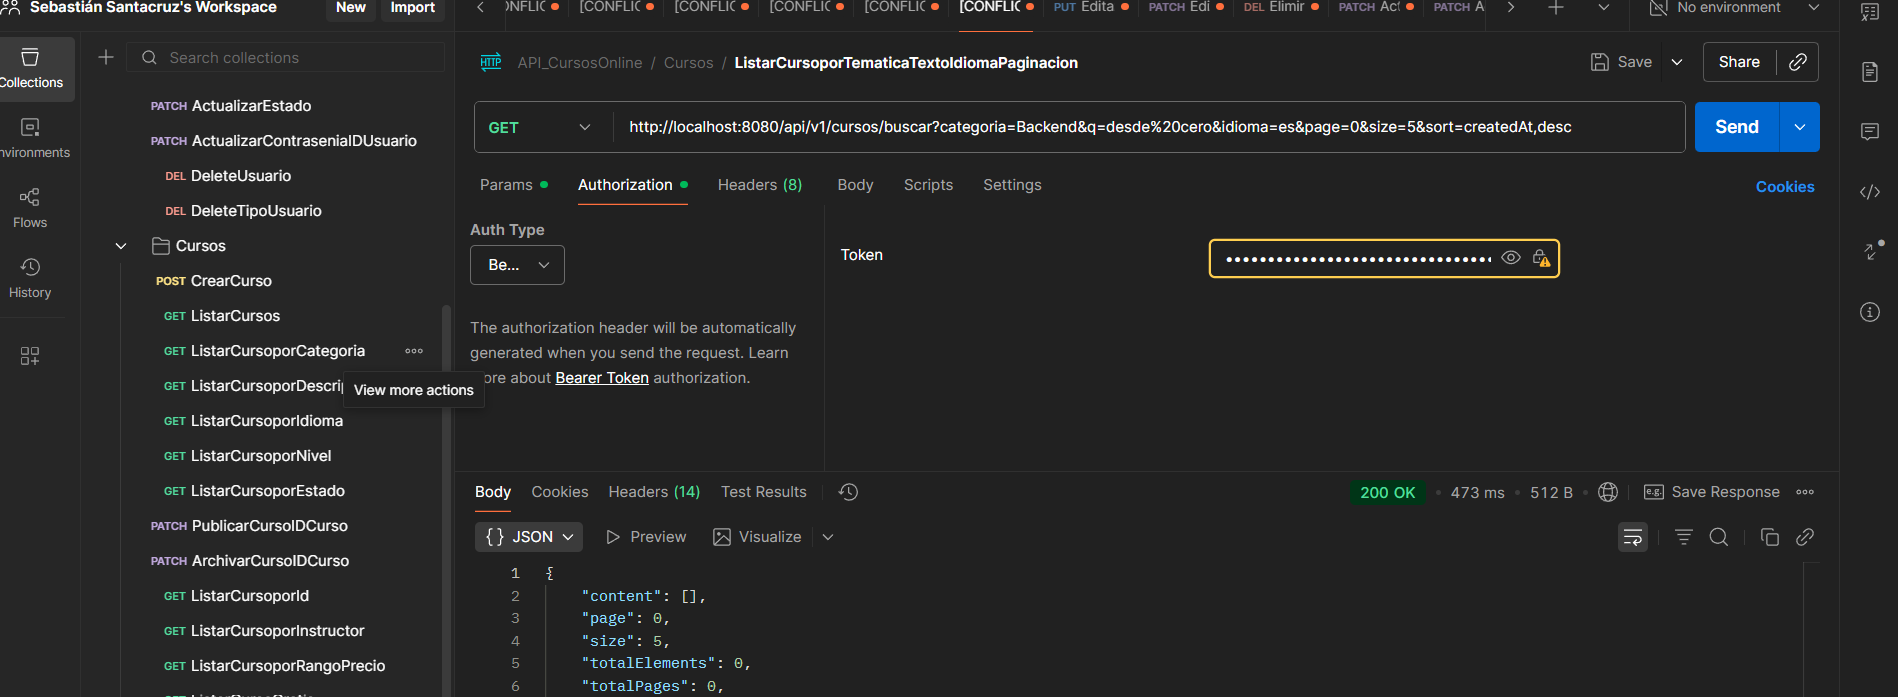 Sebastián Santacruz's Workspace
New
Import
[CONFLIC
[CONFLIC
[CONFLIC
[CONFLIC
[CONFLIC
PUT Edita
PATCH Edi
DEL Elimir
PATCH Act
PATCH A
No environment
Collections
Search collections
API_CursosOnline / Cursos / ListarCursoporTematicaTextoIdiomaPaginacion
Save
Share
PATCH ActualizarEstado
GET
http://localhost:8080/api/v1/cursos/buscar?categoria=Backend&q=desde%20cero&idioma=es&page=0&size=5&sort=createdAt,desc
Send
nvironments
PATCH ActualizarContraseniaIDUsuario
DEL DeleteUsuario
Params
Authorization
Headers (8)
Body
Scripts
Settings
Cookies
Flows
DEL DeleteTipoUsuario
Auth Type
Cursos
Be...
Token
History
POST CrearCurso
GET ListarCursos
The authorization header will be automatically
generated when you send the request. Learn
ore about Bearer Token authorization.
GET ListarCursoporCategoria
GET ListarCursoporDescrip
View more actions
GET ListarCursoporIdioma
GET ListarCursoporNivel
GET ListarCursoporEstado
PATCH PublicarCursoIDCurso
PATCH ArchivarCursoIDCurso
GET ListarCursoporId
GET ListarCursoporInstructor
GET ListarCursoporRangoPrecio
Body
Cookies
Headers (14)
Test Results
200 OK
473 ms
512 B
e.g. Save Response
{} JSON
Preview
Visualize
1 {
2 "content": [],
3 "page": 0,
4 "size": 5,
5 "totalElements": 0,
6 "totalPages": 0,